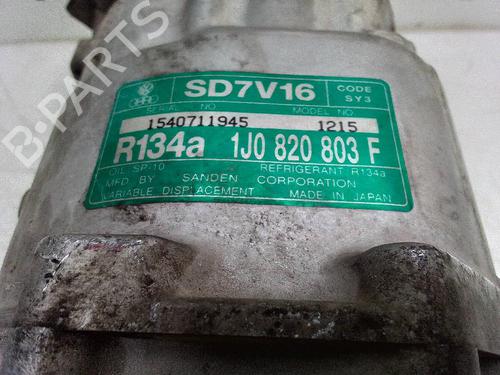 B-PARTS
SD7V16
CODE
SY3
SERIAL NO
MODEL NO
1540711945
1215
R134a 1J0 820 803 F
OIL SP-10
REFRIGERANT R134a
MFD BY SANDEN CORPORATION
VARIABLE DISPLACEMENT
MADE IN JAPAN